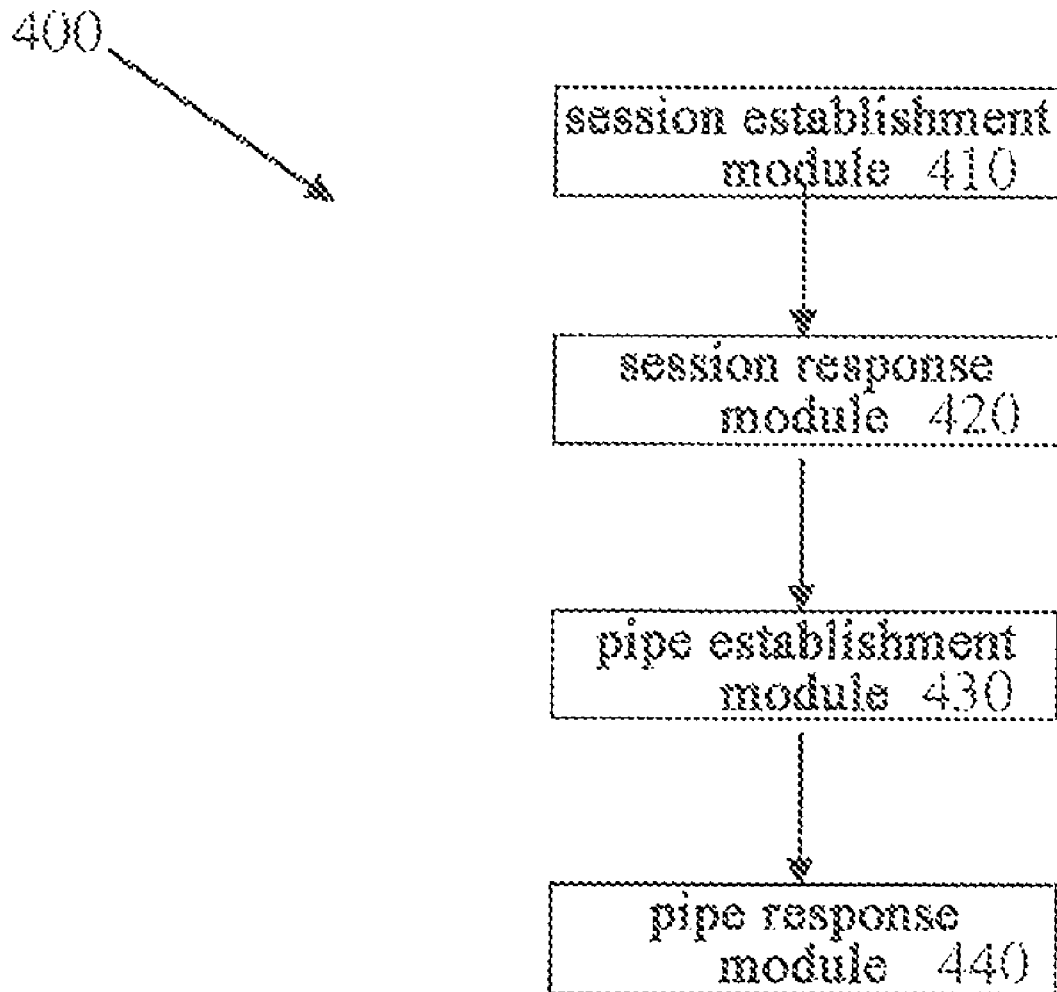 400
session establishment
module 410
session response
module 420
pipe establishment
module 430
pipe response
module 440